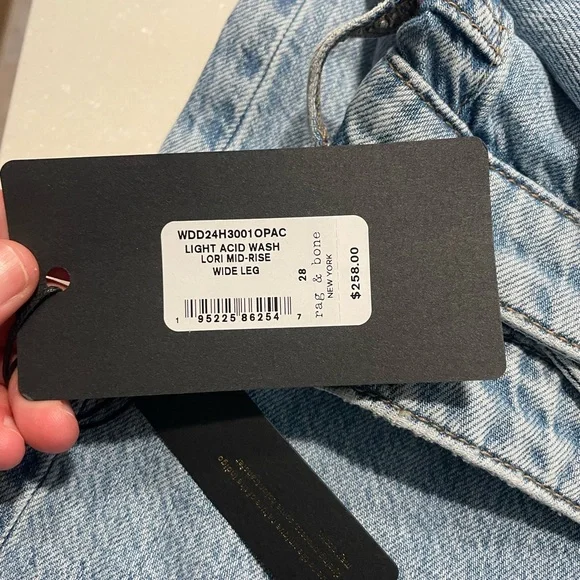 WDD24H3001OPAC
LIGHT ACID WASH
LORI MID-RISE
WIDE LEG
1 95225 86254 7
28
rag & bone
NEW YORK
$258.00